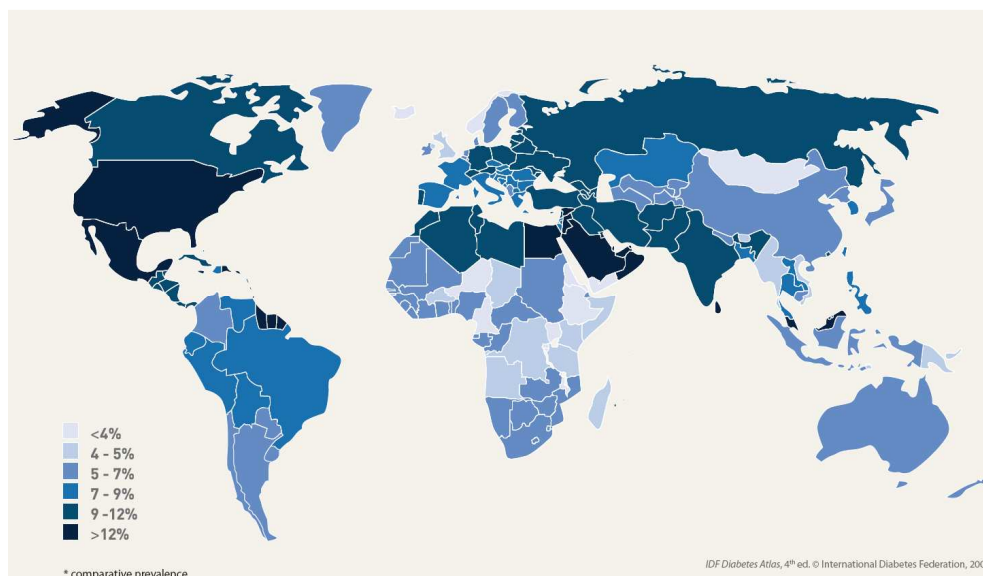 <4%
4 - 5%
5 - 7%
7 - 9%
9 -12%
>12%
* comparative prevalence
IDF Diabetes Atlas, 4th ed. © International Diabetes Federation,